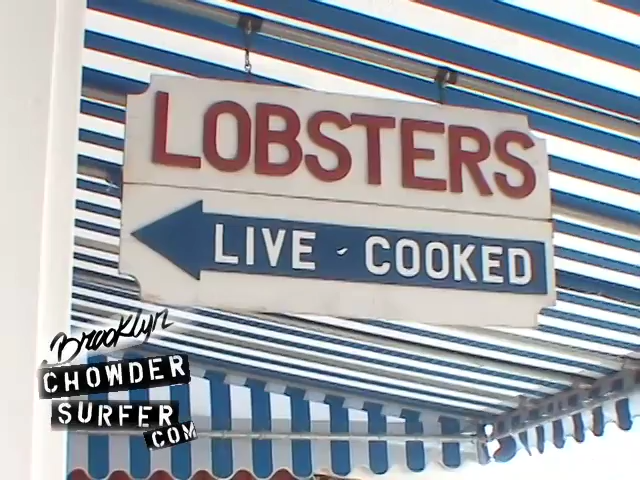 LOBSTERS
LIVE - COOKED
Brooklyn
CHOWDER
SURFER
COM